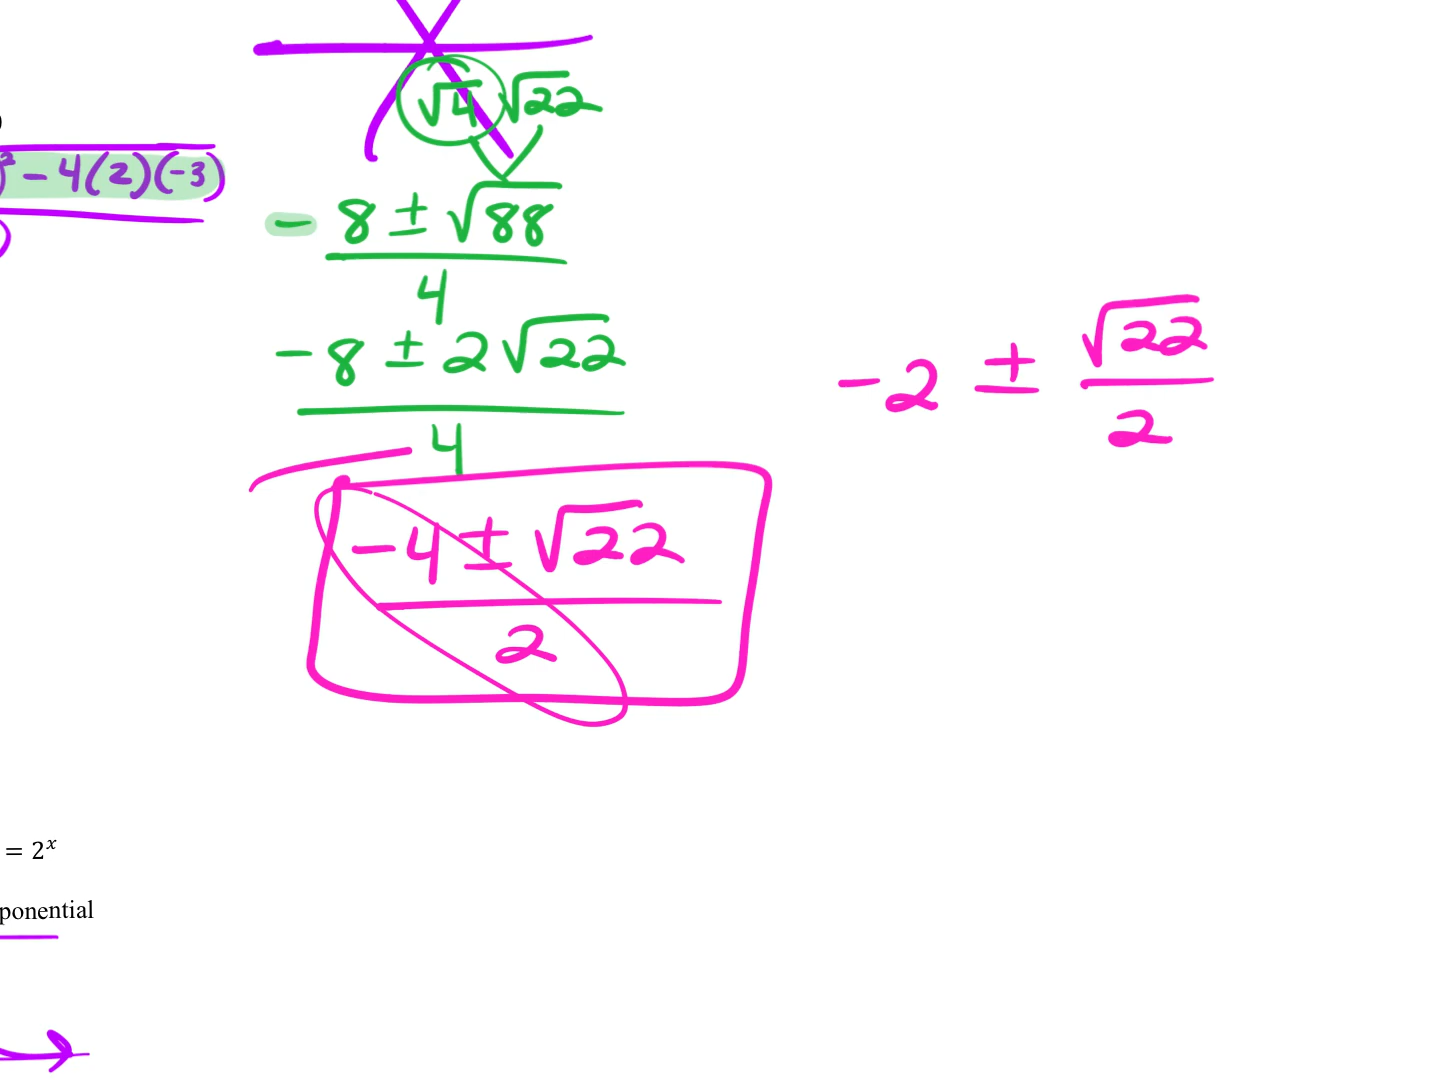 )
√4 √22
² - 4(2)(-3)
)
- 8 ± √88
4
-8 ± 2√22
4
-4 ± √22
2
-2 ± √22
2
= 2ˣ
ponential